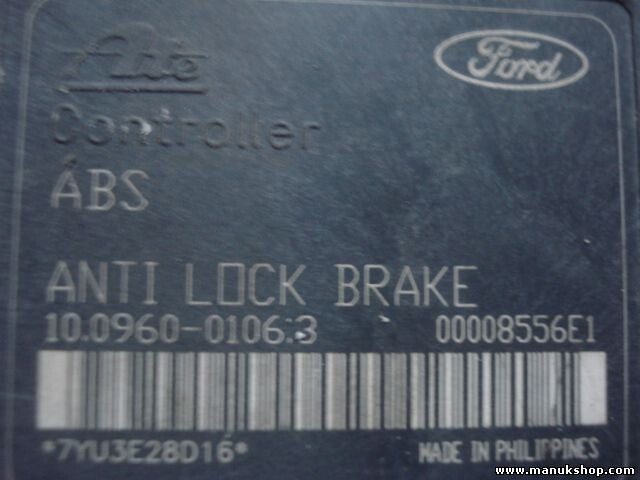 Ate
Ford
Controller
ABS
ANTI LOCK BRAKE
10.0960-0106.3 00008556E1
*7YU3E28D16*
MADE IN PHILIPPINES
www.manukshop.com